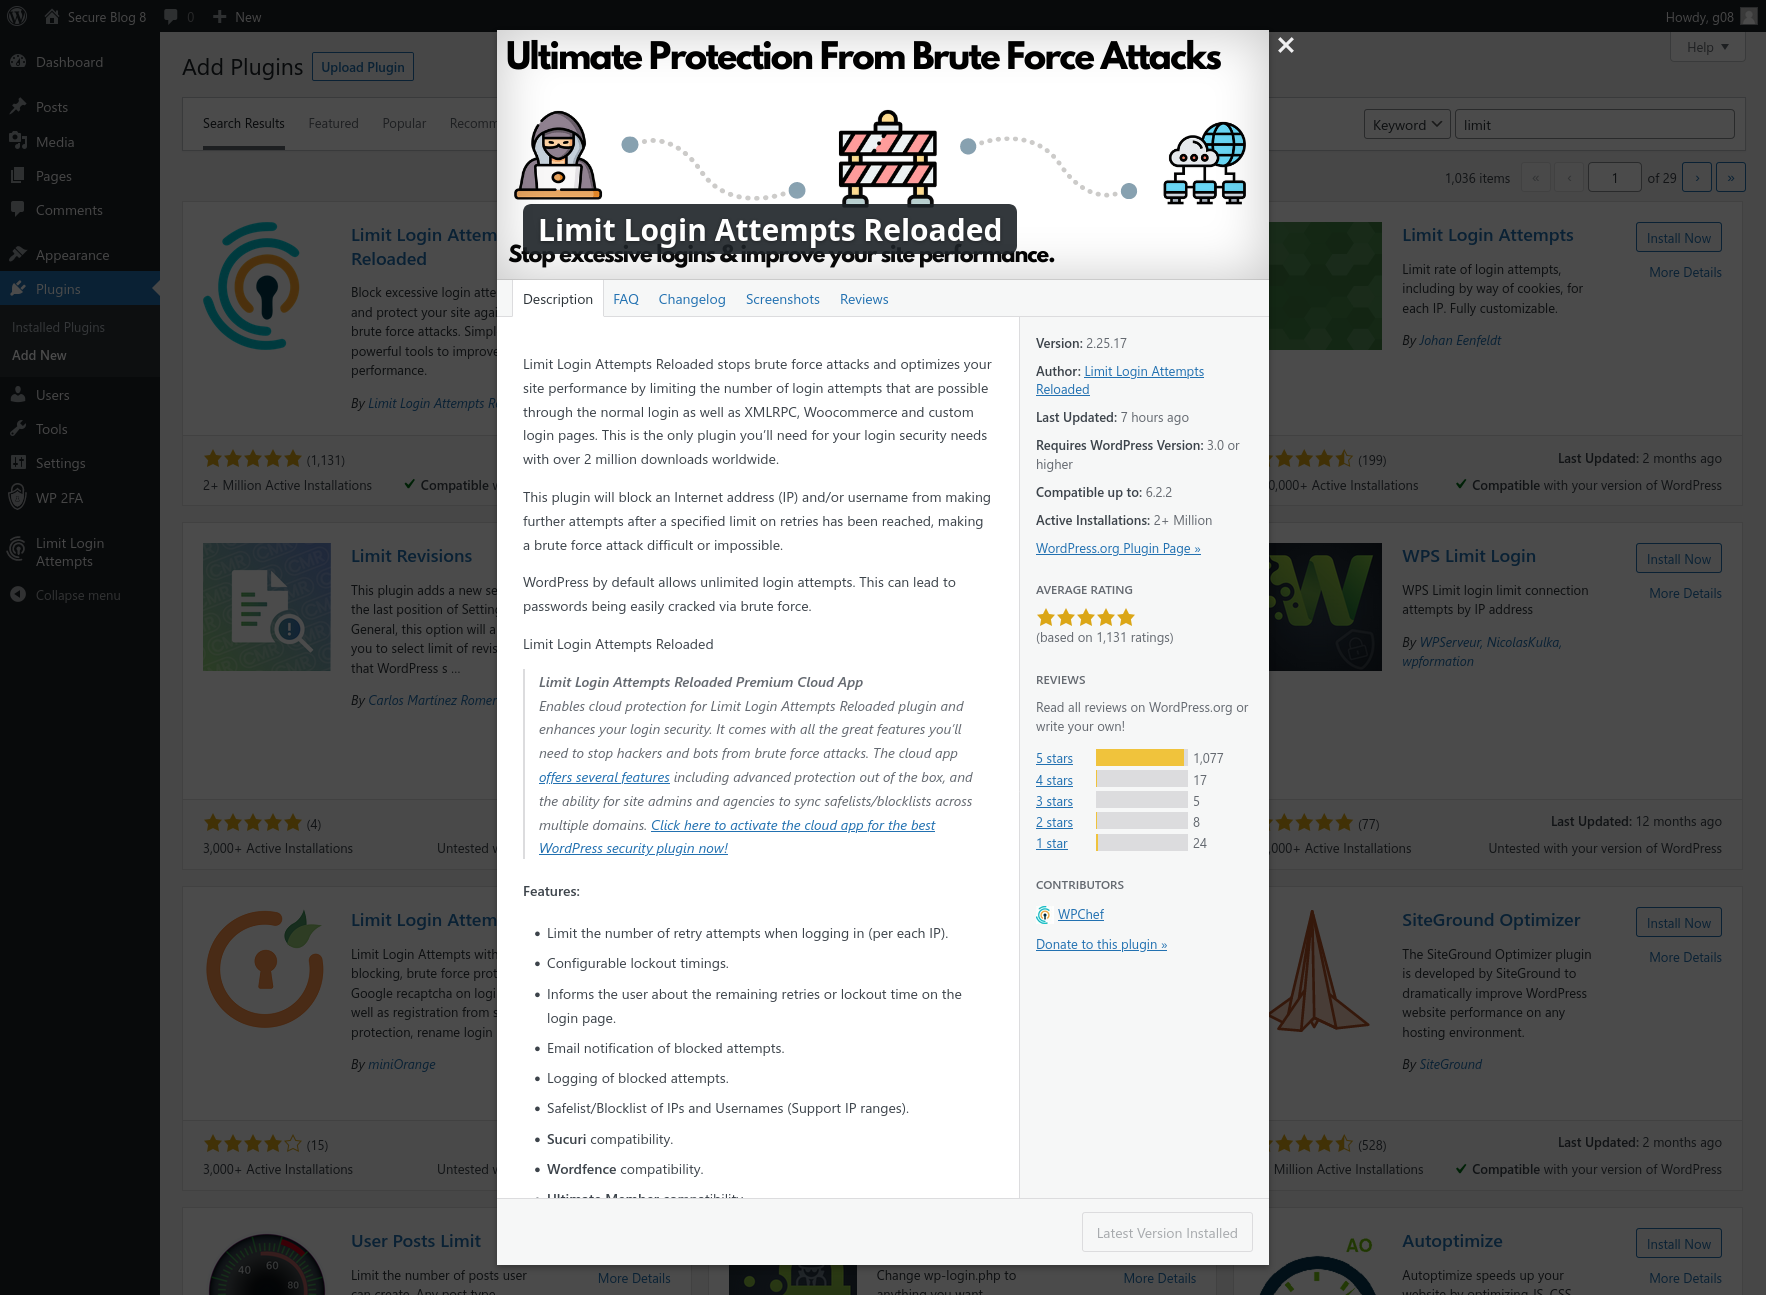 Secure Blog 8
0
New
Howdy, g08
Dashboard
Posts
Media
Pages
Comments
Appearance
Plugins
Installed Plugins
Add New
Users
Tools
Settings
WP 2FA
Limit Login
Attempts
Collapse menu
Add Plugins
Upload Plugin
Help
Search Results
Featured
Popular
Recomm
Keyword
limit
1,036 items
«
‹
1
of 29
›
»
Limit Login Attem
Reloaded
Block excessive login atte
and protect your site agai
brute force attacks. Simpl
powerful tools to improve
performance.
By Limit Login Attempts R
(1,131)
2+ Million Active Installations
Compatible w
Limit Revisions
This plugin adds a new se
the last position of Settin
General, this option will a
you to select limit of revis
that WordPress s ...
By Carlos Martínez Romer
(4)
3,000+ Active Installations
Untested w
Limit Login Attem
Limit Login Attempts with
blocking, brute force prot
Google recaptcha on logi
well as registration from s
protection, rename login
By miniOrange
(15)
3,000+ Active Installations
Untested w
40
60
80
User Posts Limit
Limit the number of posts user
can create. Any post type
More Details
Ultimate Protection From Brute Force Attacks
Limit Login Attempts Reloaded
Stop excessive logins & improve your site performance.
Description
FAQ
Changelog
Screenshots
Reviews
Limit Login Attempts Reloaded stops brute force attacks and optimizes your
site performance by limiting the number of login attempts that are possible
through the normal login as well as XMLRPC, Woocommerce and custom
login pages. This is the only plugin you'll need for your login security needs
with over 2 million downloads worldwide.
This plugin will block an Internet address (IP) and/or username from making
further attempts after a specified limit on retries has been reached, making
a brute force attack difficult or impossible.
WordPress by default allows unlimited login attempts. This can lead to
passwords being easily cracked via brute force.
Limit Login Attempts Reloaded
Limit Login Attempts Reloaded Premium Cloud App
Enables cloud protection for Limit Login Attempts Reloaded plugin and
enhances your login security. It comes with all the great features you'll
need to stop hackers and bots from brute force attacks. The cloud app
offers several features including advanced protection out of the box, and
the ability for site admins and agencies to sync safelists/blocklists across
multiple domains. Click here to activate the cloud app for the best
WordPress security plugin now!
Features:
• Limit the number of retry attempts when logging in (per each IP).
• Configurable lockout timings.
• Informs the user about the remaining retries or lockout time on the
login page.
• Email notification of blocked attempts.
• Logging of blocked attempts.
• Safelist/Blocklist of IPs and Usernames (Support IP ranges).
• Sucuri compatibility.
• Wordfence compatibility.
• Ultimate Member compatibility.
Version: 2.25.17
Author: Limit Login Attempts
Reloaded
Last Updated: 7 hours ago
Requires WordPress Version: 3.0 or
higher
Compatible up to: 6.2.2
Active Installations: 2+ Million
WordPress.org Plugin Page »
AVERAGE RATING
(based on 1,131 ratings)
REVIEWS
Read all reviews on WordPress.org or
write your own!
5 stars 1,077
4 stars 17
3 stars 5
2 stars 8
1 star 24
CONTRIBUTORS
WPChef
Donate to this plugin »
Latest Version Installed
Change wp-login.php to
anything you want.
More Details
Limit Login Attempts
Install Now
More Details
Limit rate of login attempts,
including by way of cookies, for
each IP. Fully customizable.
By Johan Eenfeldt
(199)
Last Updated: 2 months ago
0,000+ Active Installations
Compatible with your version of WordPress
W
WPS Limit Login
Install Now
More Details
WPS Limit login limit connection
attempts by IP address
By WPServeur, NicolasKulka,
wpformation
(77)
Last Updated: 12 months ago
000+ Active Installations
Untested with your version of WordPress
SiteGround Optimizer
Install Now
More Details
The SiteGround Optimizer plugin
is developed by SiteGround to
dramatically improve WordPress
website performance on any
hosting environment.
By SiteGround
(528)
Last Updated: 2 months ago
Million Active Installations
Compatible with your version of WordPress
AO
Autoptimize
Install Now
More Details
Autoptimize speeds up your
website by optimizing JS, CSS,